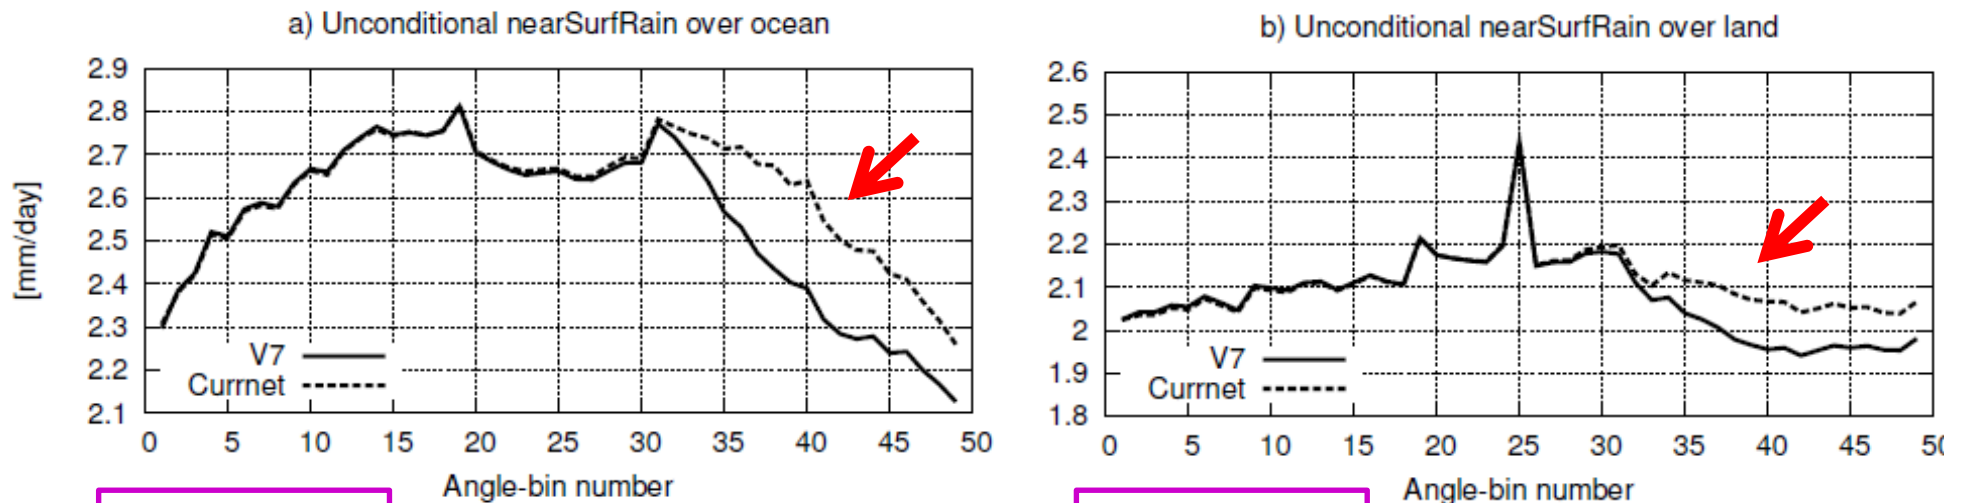 a) Unconditional nearSurfRain over ocean
2.9
2.8
2.7
2.6
2.5
2.4
2.3
2.2
2.1
[mm/day]
V7
Currnet
0 5 10 15 20 25 30 35 40 45 50
Angle-bin number
b) Unconditional nearSurfRain over land
2.6
2.5
2.4
2.3
2.2
2.1
2
1.9
1.8
V7
Currnet
0 5 10 15 20 25 30 35 40 45 50
Angle-bin number